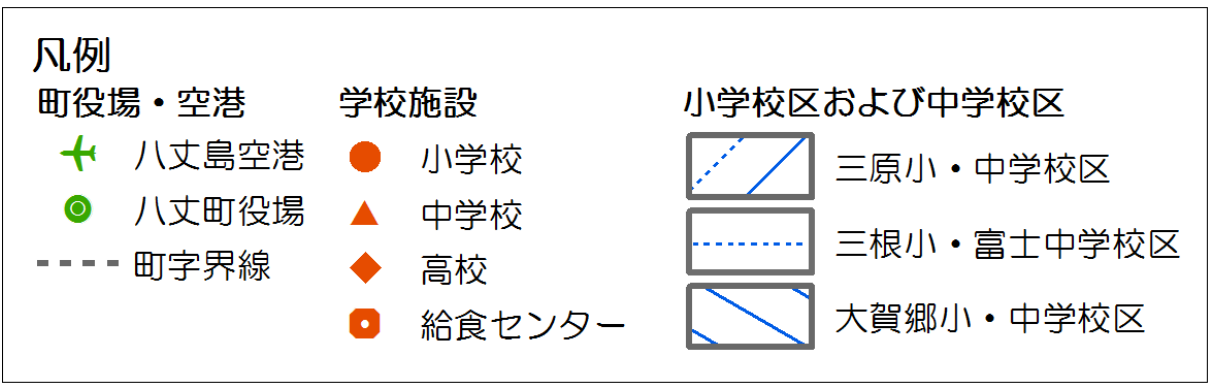 凡例
町役場・空港
八丈島空港
八丈町役場
町字界線
学校施設
小学校
中学校
高校
給食センター
小学校区および中学校区
三原小・中学校区
三根小・富士中学校区
大賀郷小・中学校区